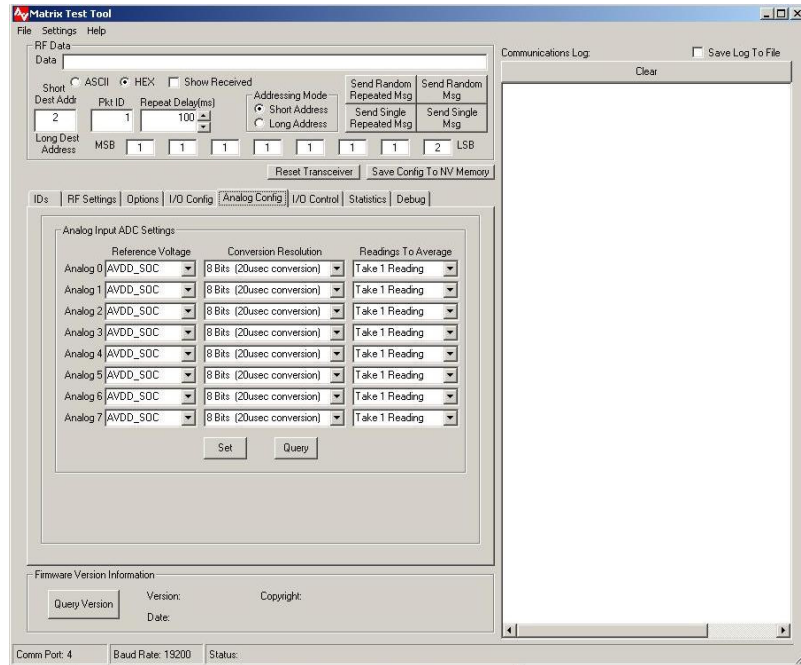 Matrix Test Tool
File Settings Help
RF Data
Data
Short Dest Addr
ASCII HEX Show Received
Pkt ID Repeat Delay(ms)
2 1 100
Addressing Mode
Short Address
Long Address
Send Random Repeated Msg
Send Random Msg
Send Single Repeated Msg
Send Single Msg
Long Dest Address
MSB 1 1 1 1 1 1 1 2 LSB
Reset Transceiver Save Config To NV Memory
IDs RF Settings Options I/O Config Analog Config I/O Control Statistics Debug
Analog Input ADC Settings
Reference Voltage Conversion Resolution Readings To Average
Analog 0 AVDD_SOC 8 Bits (20usec conversion) Take 1 Reading
Analog 1 AVDD_SOC 8 Bits (20usec conversion) Take 1 Reading
Analog 2 AVDD_SOC 8 Bits (20usec conversion) Take 1 Reading
Analog 3 AVDD_SOC 8 Bits (20usec conversion) Take 1 Reading
Analog 4 AVDD_SOC 8 Bits (20usec conversion) Take 1 Reading
Analog 5 AVDD_SOC 8 Bits (20usec conversion) Take 1 Reading
Analog 6 AVDD_SOC 8 Bits (20usec conversion) Take 1 Reading
Analog 7 AVDD_SOC 8 Bits (20usec conversion) Take 1 Reading
Set Query
Firmware Version Information
Query Version
Version: Copyright:
Date:
Communications Log: Save Log To File
Clear
Comm Port: 4 Baud Rate: 19200 Status: